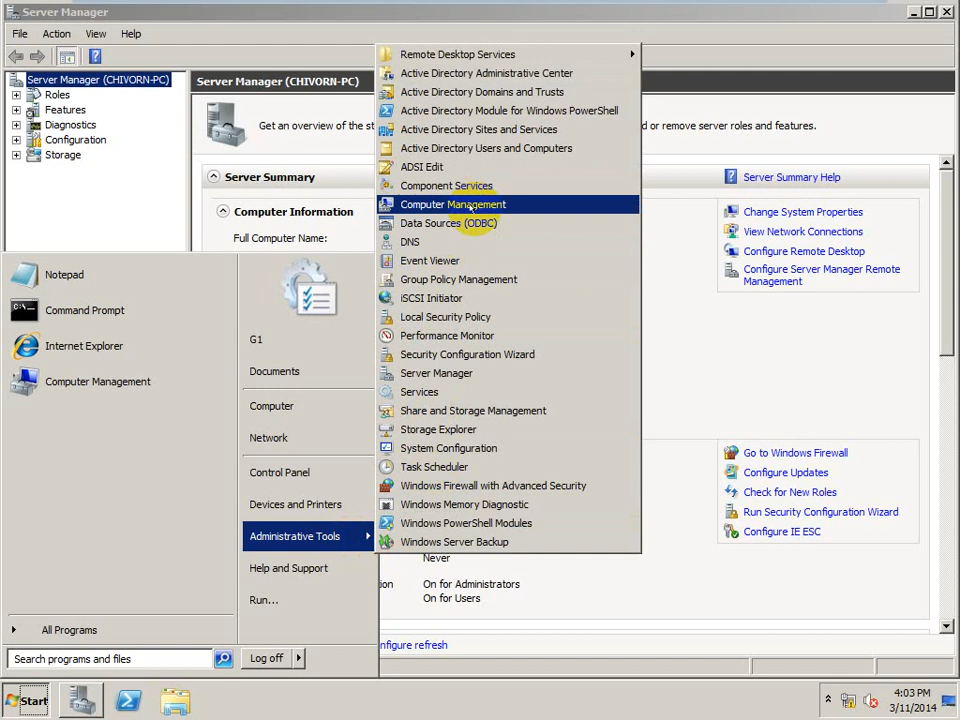 Server Manager
File Action View Help
Server Manager (CHIVORN-PC)
Roles
Features
Diagnostics
Configuration
Storage
Server Manager (CHIVORN-PC)
Get an overview of the st
d or remove server roles and features.
Server Summary
Server Summary Help
Computer Information
Full Computer Name:
Change System Properties
View Network Connections
Configure Remote Desktop
Configure Server Manager Remote
Management
Go to Windows Firewall
Configure Updates
Check for New Roles
Run Security Configuration Wizard
Configure IE ESC
Never
ion
On for Administrators
On for Users
nfigure refresh
Remote Desktop Services
Active Directory Administrative Center
Active Directory Domains and Trusts
Active Directory Module for Windows PowerShell
Active Directory Sites and Services
Active Directory Users and Computers
ADSI Edit
Component Services
Computer Management
Data Sources (ODBC)
DNS
Event Viewer
Group Policy Management
iSCSI Initiator
Local Security Policy
Performance Monitor
Security Configuration Wizard
Server Manager
Services
Share and Storage Management
Storage Explorer
System Configuration
Task Scheduler
Windows Firewall with Advanced Security
Windows Memory Diagnostic
Windows PowerShell Modules
Windows Server Backup
Notepad
Command Prompt
Internet Explorer
Computer Management
All Programs
Search programs and files
G1
Documents
Computer
Network
Control Panel
Devices and Printers
Administrative Tools
Help and Support
Run...
Log off
Start
4:03 PM
3/11/2014